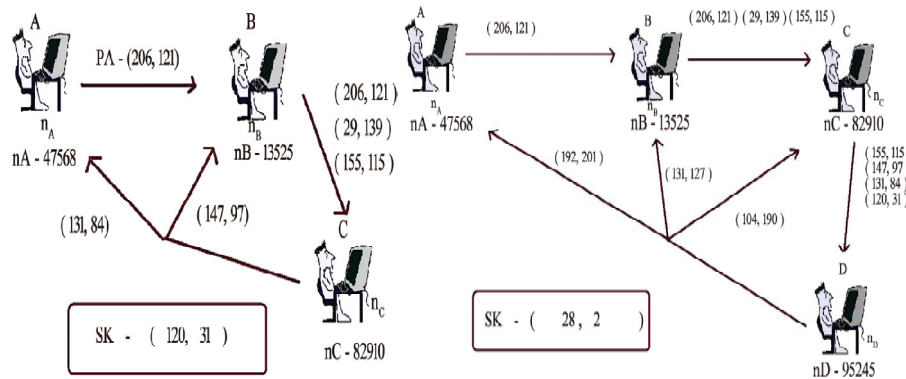 A
B
PA - (206, 121)
( 206, 121)
( 29, 139)
( 155, 115)
nA
nB
nA - 47568
nB - 13525
(131, 84)
( 147, 97)
C
nC
nC - 82910
SK - ( 120, 31 )
A
B
C
(206, 121)
(206, 121) ( 29, 139) ( 155, 115)
nA
nB
nC
nA - 47568
nB - 13525
nC - 82910
( 192, 201)
( 131, 127)
( 104, 190)
( 155, 115)
( 147, 97
( 131, 84)
( 120, 31)
D
nD
nD - 95245
SK - ( 28 , 2 )